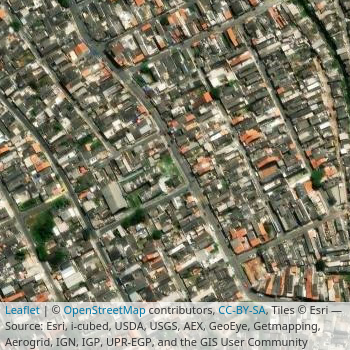 Leaflet | © OpenStreetMap contributors, CC-BY-SA, Tiles © Esri —
Source: Esri, i-cubed, USDA, USGS, AEX, GeoEye, Getmapping,
Aerogrid, IGN, IGP, UPR-EGP, and the GIS User Community